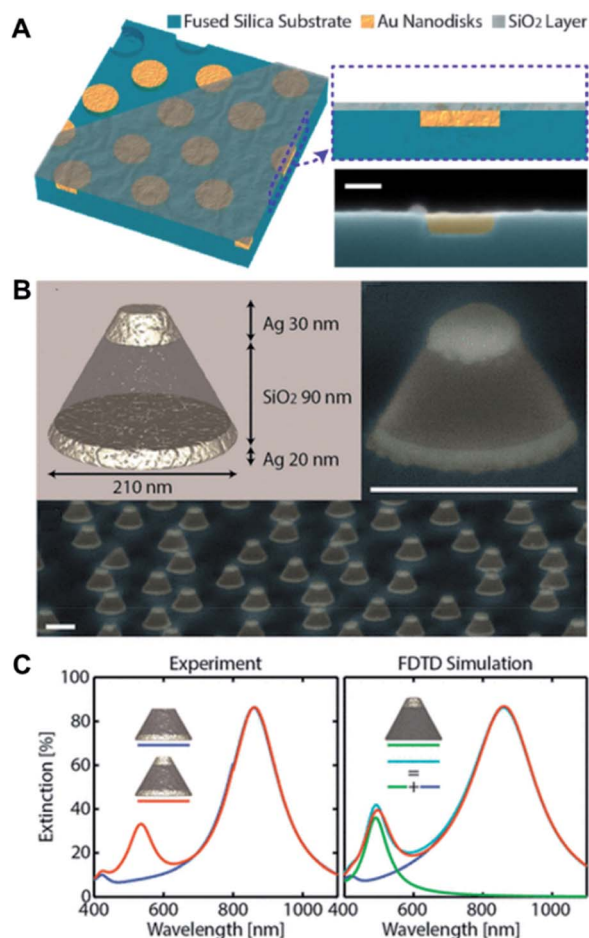 A
Fused Silica Substrate Au Nanodisks SiO₂ Layer
B
Ag 30 nm
SiO₂ 90 nm
Ag 20 nm
210 nm
C
Experiment FDTD Simulation
Extinction [%]
100
80
60
40
20
0
=
+
400 600 800 1000 400 600 800 1000
Wavelength [nm] Wavelength [nm]